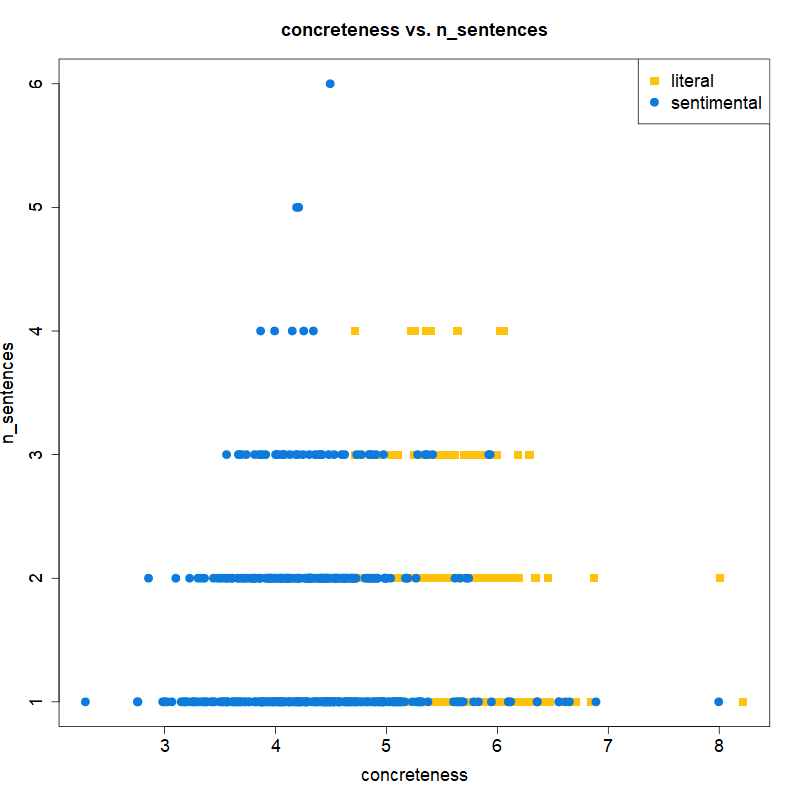 concreteness vs. n_sentences
literal
sentimental
6
5
4
3
2
1
n_sentences
3
4
5
6
7
8
concreteness